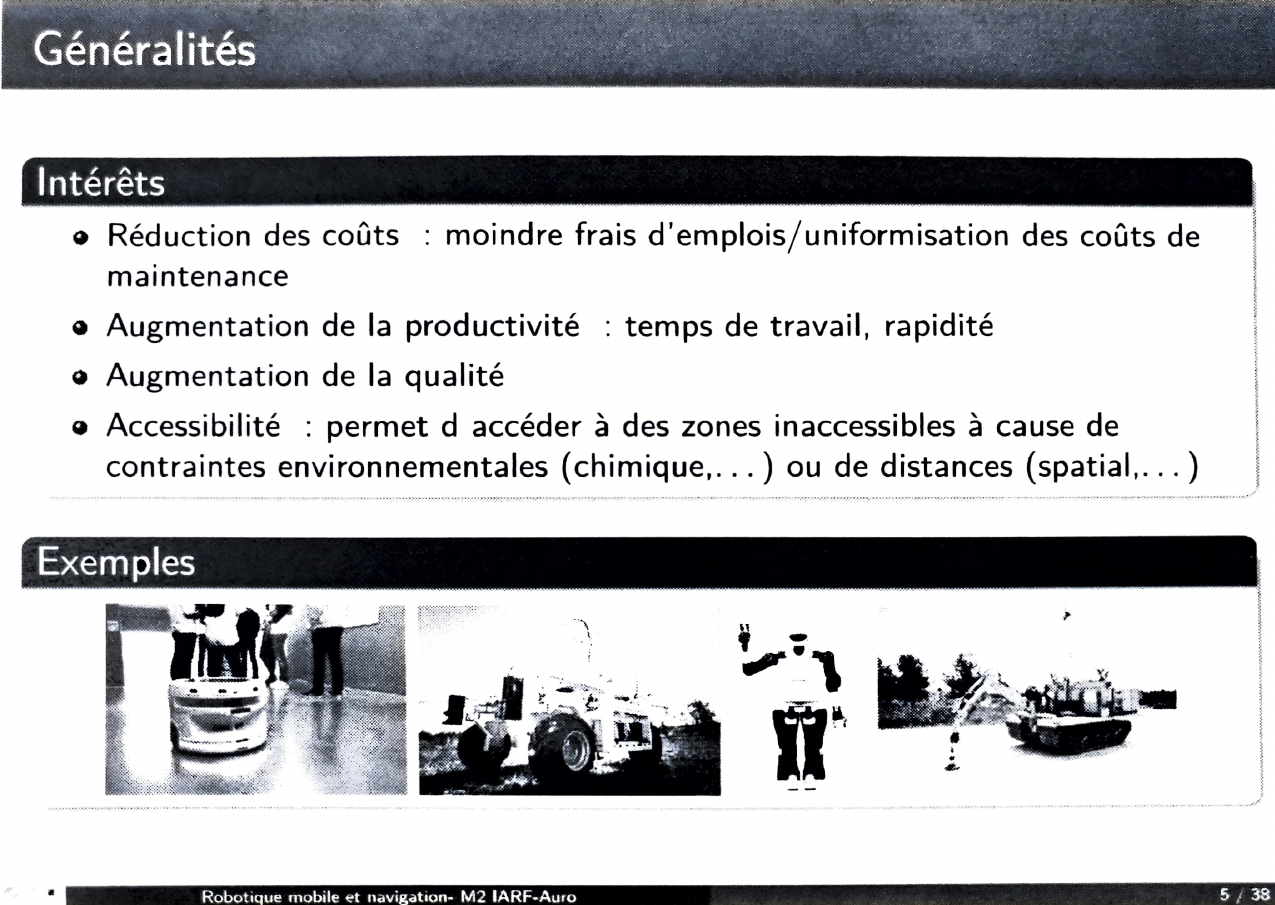 Généralités
Intérêts
Réduction des coûts : moindre frais d'emplois/uniformisation des coûts de
maintenance
Augmentation de la productivité : temps de travail, rapidité
Augmentation de la qualité
Accessibilité : permet d accéder à des zones inaccessibles à cause de
contraintes environnementales (chimique,...) ou de distances (spatial,...)
Exemples
Robotique mobile et navigation- M2 IARF-Auro
5 / 38